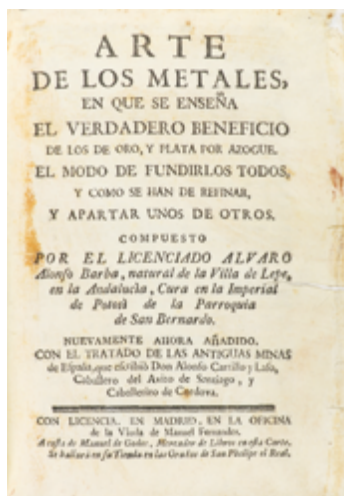 ARTE
DE LOS METALES,
EN QUE SE ENSEÑA
EL VERDADERO BENEFICIO
DE LOS DE ORO, Y PLATA POR AZOGUE.
EL MODO DE FUNDIRLOS TODOS,
Y COMO SE HAN DE REFINAR,
Y APARTAR UNOS DE OTROS.
COMPUESTO
POR EL LICENCIADO ALVARO
Alonso Barba, natural de la Villa de Lepe,
en la Andalucìa, Cura en la Imperial
de Potosì de la Parroquia
de San Bernardo.
NUEVAMENTE AHORA AÑADIDO.
CON EL TRATADO DE LAS ANTIGUAS MINAS
de España, que escribiò Don Alonso Carrillo y Laso,
Caballero del Avito de Santiago, y
Caballerizo de Cordova.
CON LICENCIA. EN MADRID. EN LA OFICINA
de la Viuda de Manuel Fernandez.
A costa de Manuel de Godos, Mercader de Libros en esta Corte.
Se hallarà en su Tienda en las Gradas de San Phelipe el Real.